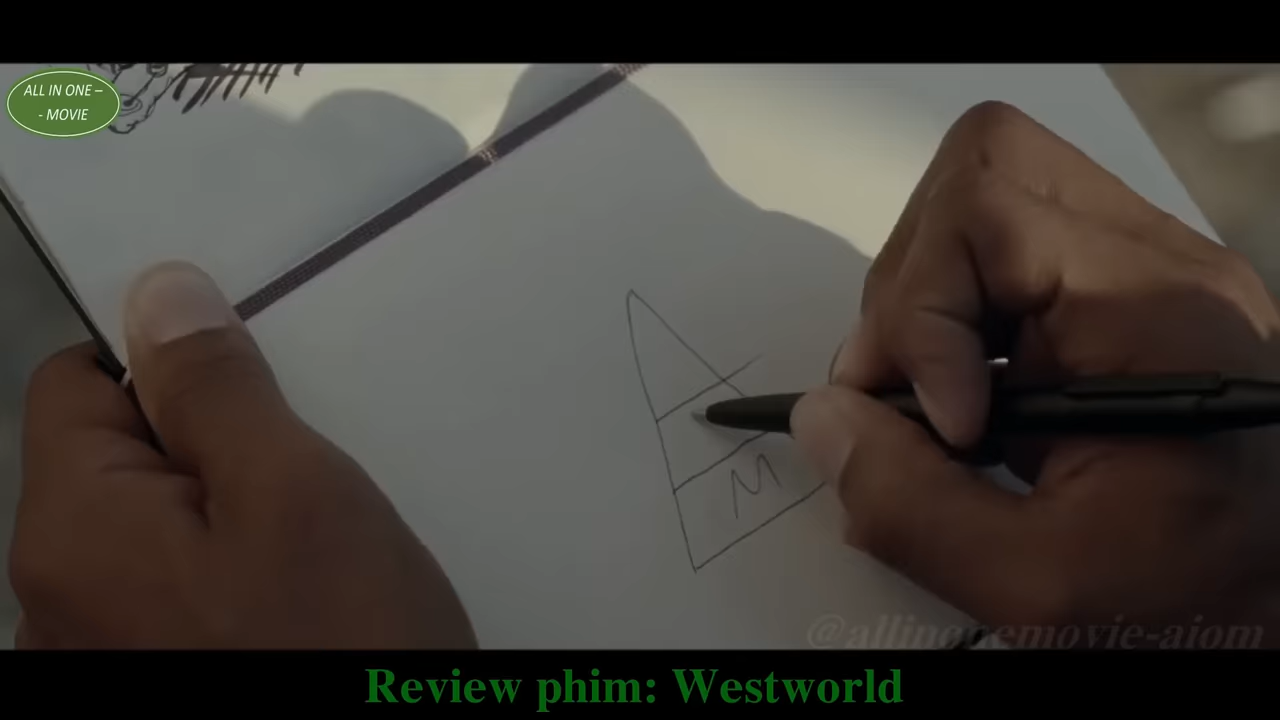 ALL IN ONE –
- MOVIE
M
@allinonemovie-aiom
Review phim: Westworld